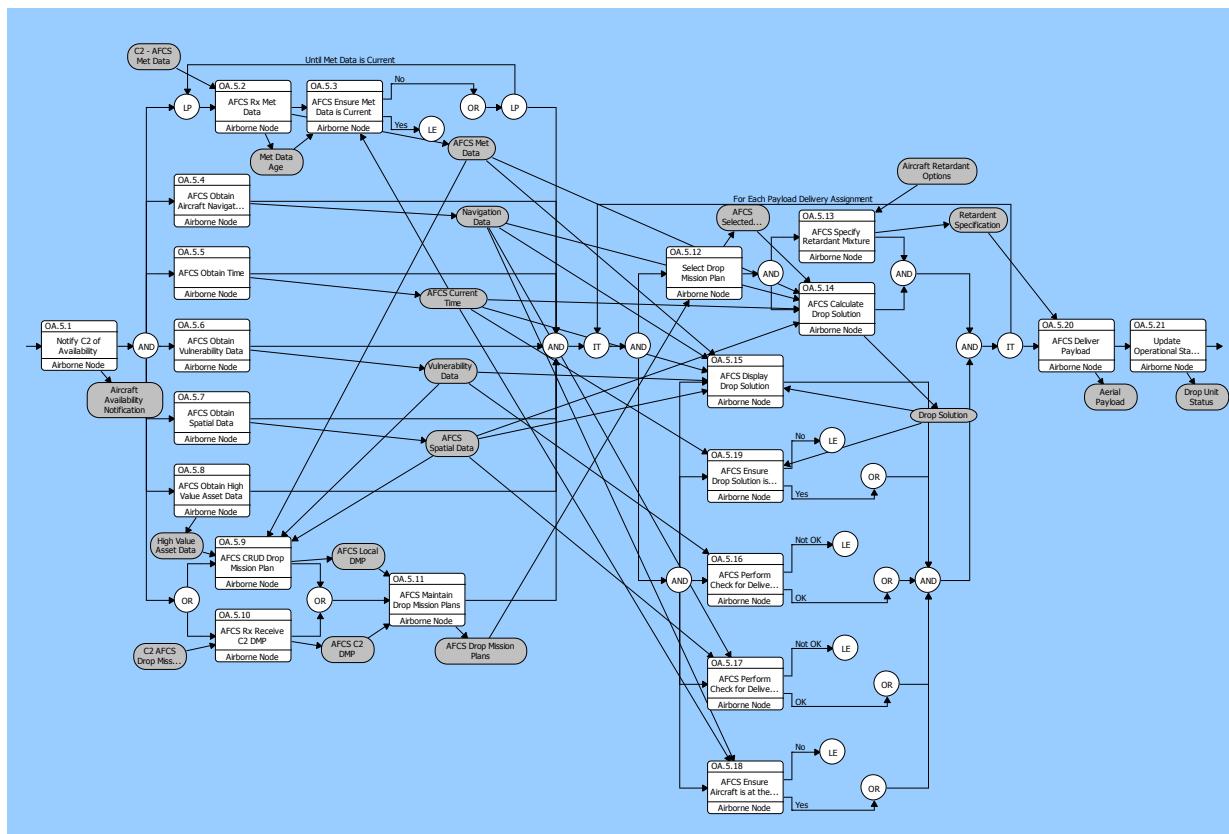 C2 - AFCS
Met Data
Until Met Data is Current
OA.5.2
AFCS Rx Met
Data
Airborne Node
OA.5.3
AFCS Ensure Met
Data is Current
Airborne Node
No
Yes
LP
OR
LP
LE
Met Data
Age
AFCS Met
Data
OA.5.4
AFCS Obtain
Aircraft Navigat...
Airborne Node
Navigation
Data
OA.5.5
AFCS Obtain Time
Airborne Node
AFCS Current
Time
OA.5.1
Notify C2 of
Availability
Airborne Node
Aircraft
Availability
Notification
AND
OA.5.6
AFCS Obtain
Vulnerability Data
Airborne Node
Vulnerability
Data
OA.5.7
AFCS Obtain
Spatial Data
Airborne Node
AFCS
Spatial Data
OA.5.8
AFCS Obtain High
Value Asset Data
Airborne Node
High Value
Asset Data
OA.5.9
AFCS CRUD Drop
Mission Plan
Airborne Node
AFCS Local
DMP
OR
OR
OA.5.10
AFCS Rx Receive
C2 DMP
Airborne Node
C2 AFCS
Drop Miss...
AFCS C2
DMP
OA.5.11
AFCS Maintain
Drop Mission Plans
Airborne Node
AFCS Drop Mission
Plans
AND
IT
AND
For Each Payload Delivery Assignment
Aircraft Retardant
Options
AFCS
Selected...
OA.5.12
Select Drop
Mission Plan
Airborne Node
AND
OA.5.13
AFCS Specify
Retardant Mixture
Airborne Node
Retardent
Specification
AND
OA.5.14
AFCS Calculate
Drop Solution
Airborne Node
OA.5.15
AFCS Display
Drop Solution
Airborne Node
Drop Solution
OA.5.19
AFCS Ensure
Drop Solution is...
Airborne Node
No
LE
Yes
OR
OA.5.16
AFCS Perform
Check for Delive...
Airborne Node
Not OK
LE
OK
OR
AND
AND
OA.5.17
AFCS Perform
Check for Delive...
Airborne Node
Not OK
LE
OK
OR
OA.5.18
AFCS Ensure
Aircraft is at the...
Airborne Node
No
LE
Yes
OR
AND
IT
OA.5.20
AFCS Deliver
Payload
Airborne Node
Aerial
Payload
OA.5.21
Update
Operational Sta...
Airborne Node
Drop Unit
Status